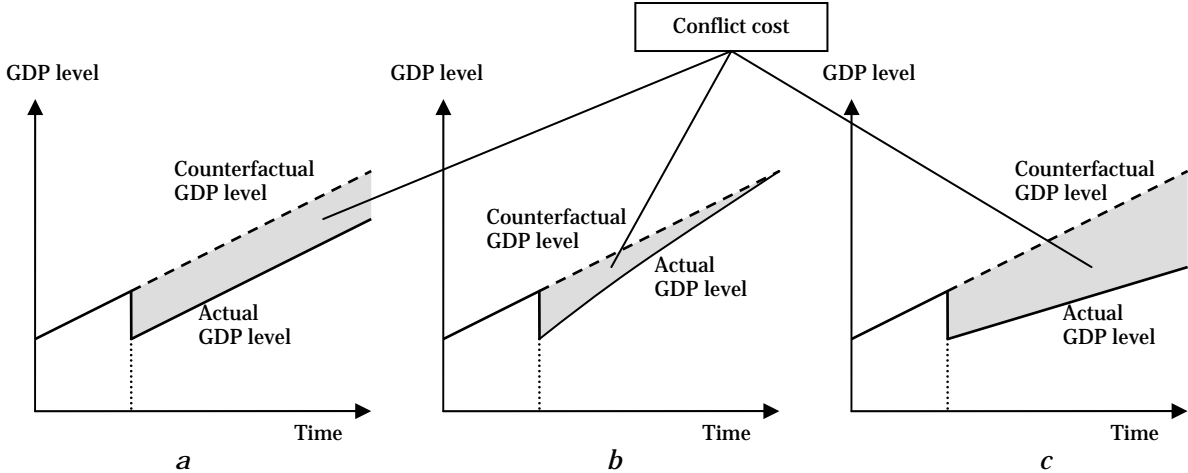 Conflict cost
GDP level
Counterfactual
GDP level
Actual
GDP level
Time
a
GDP level
Counterfactual
GDP level
Actual
GDP level
Time
b
GDP level
Counterfactual
GDP level
Actual
GDP level
Time
c